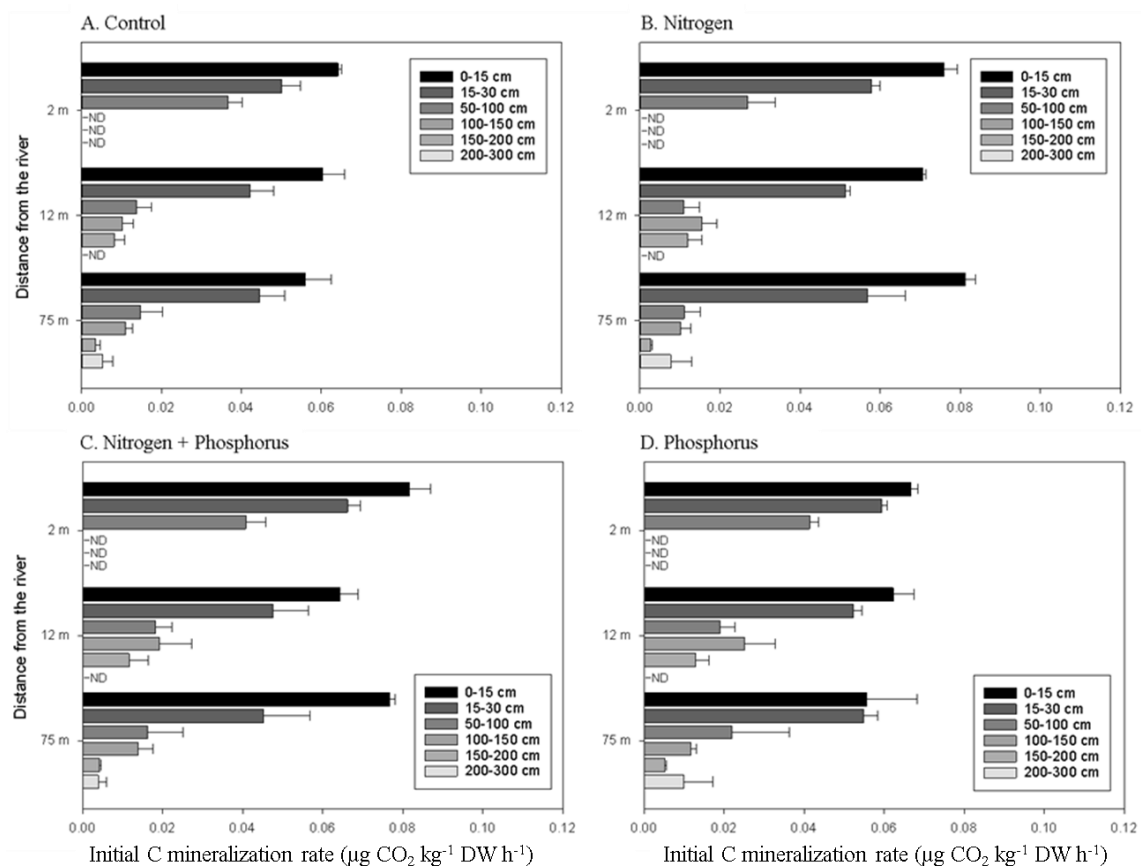 A. Control
0-15 cm
15-30 cm
50-100 cm
100-150 cm
150-200 cm
200-300 cm
2 m
ND
ND
ND
12 m
ND
75 m
Distance from the river
0.00 0.02 0.04 0.06 0.08 0.10 0.12
B. Nitrogen
0-15 cm
15-30 cm
50-100 cm
100-150 cm
150-200 cm
200-300 cm
2 m
ND
ND
ND
12 m
ND
75 m
0.00 0.02 0.04 0.06 0.08 0.10 0.12
C. Nitrogen + Phosphorus
2 m
ND
ND
ND
12 m
ND
75 m
0-15 cm
15-30 cm
50-100 cm
100-150 cm
150-200 cm
200-300 cm
Distance from the river
0.00 0.02 0.04 0.06 0.08 0.10 0.12
Initial C mineralization rate (µg CO₂ kg⁻¹ DW h⁻¹)
D. Phosphorus
2 m
ND
ND
ND
12 m
ND
75 m
0-15 cm
15-30 cm
50-100 cm
100-150 cm
150-200 cm
200-300 cm
0.00 0.02 0.04 0.06 0.08 0.10 0.12
Initial C mineralization rate (µg CO₂ kg⁻¹ DW h⁻¹)